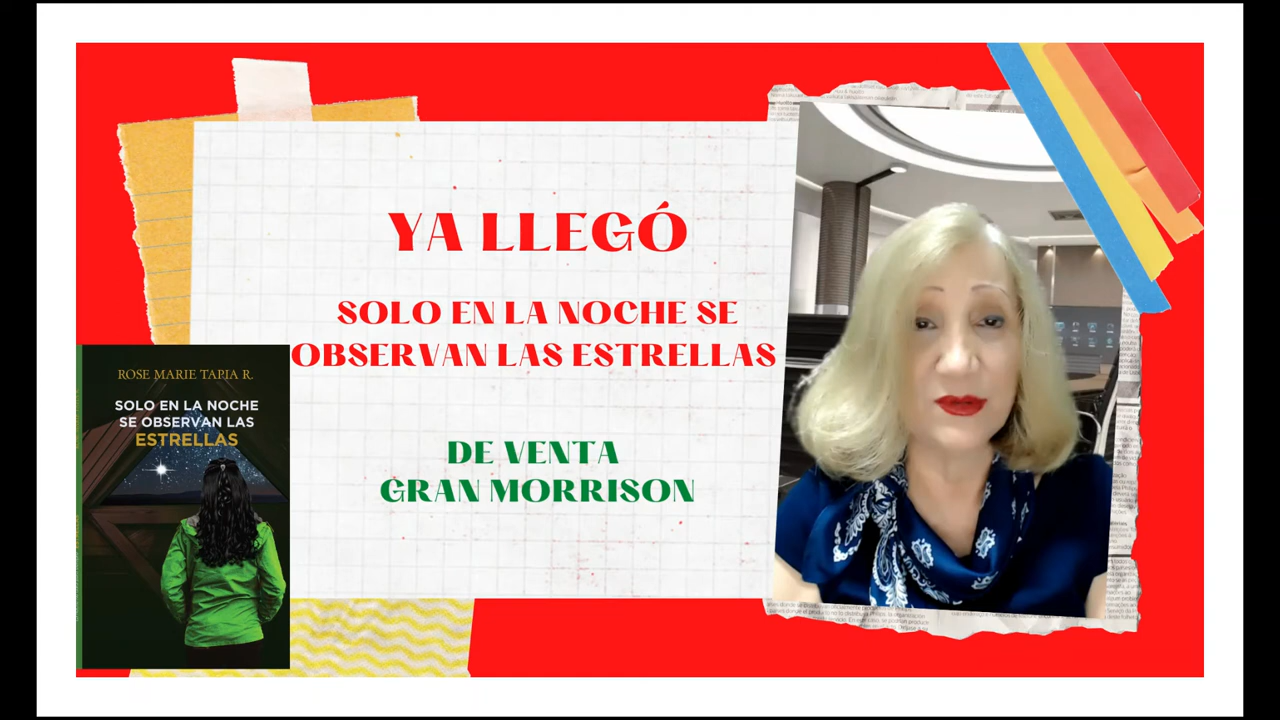 YA LLEGÓ
SOLO EN LA NOCHE SE
OBSERVAN LAS ESTRELLAS
DE VENTA
GRAN MORRISON
ROSE MARIE TAPIA R.
SOLO EN LA NOCHE
SE OBSERVAN LAS
ESTRELLAS